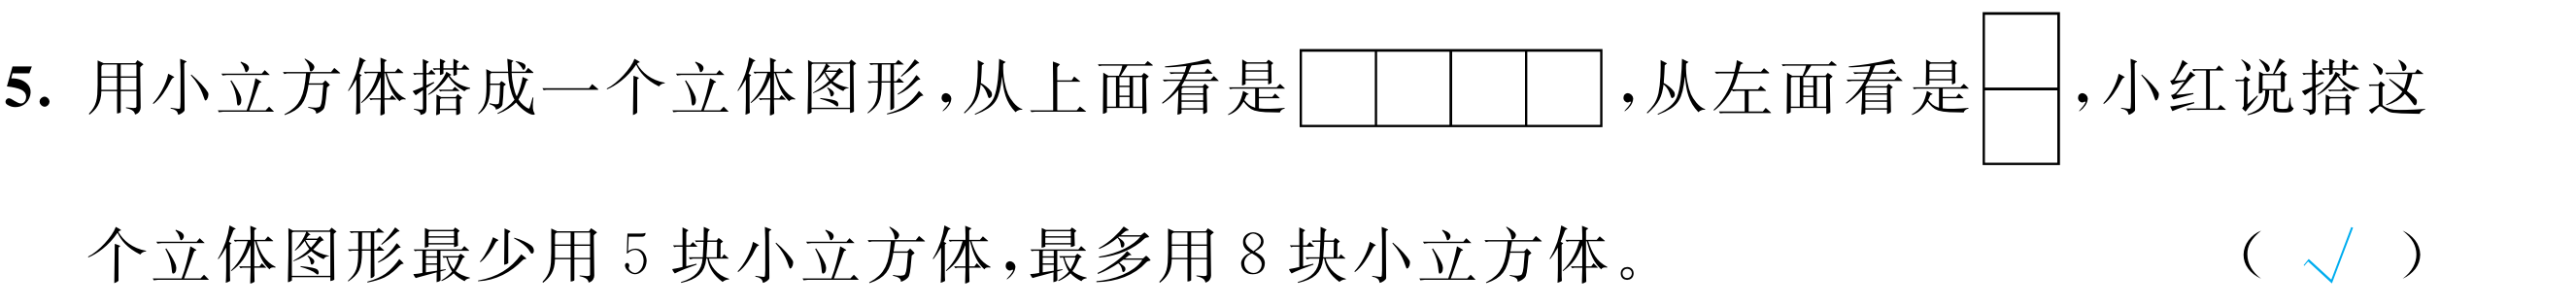 5. 用小立方体搭成一个立体图形,从上面看是,从左面看是,小红说搭这
个立体图形最少用 5 块小立方体,最多用 8 块小立方体。 ( √ )